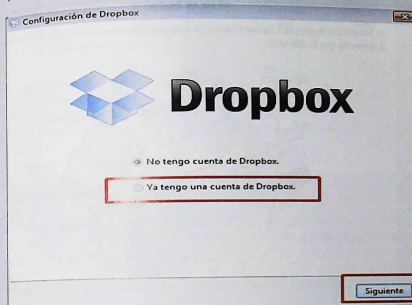 Configuración de Dropbox
Dropbox
No tengo cuenta de Dropbox.
Ya tengo una cuenta de Dropbox.
Siguiente